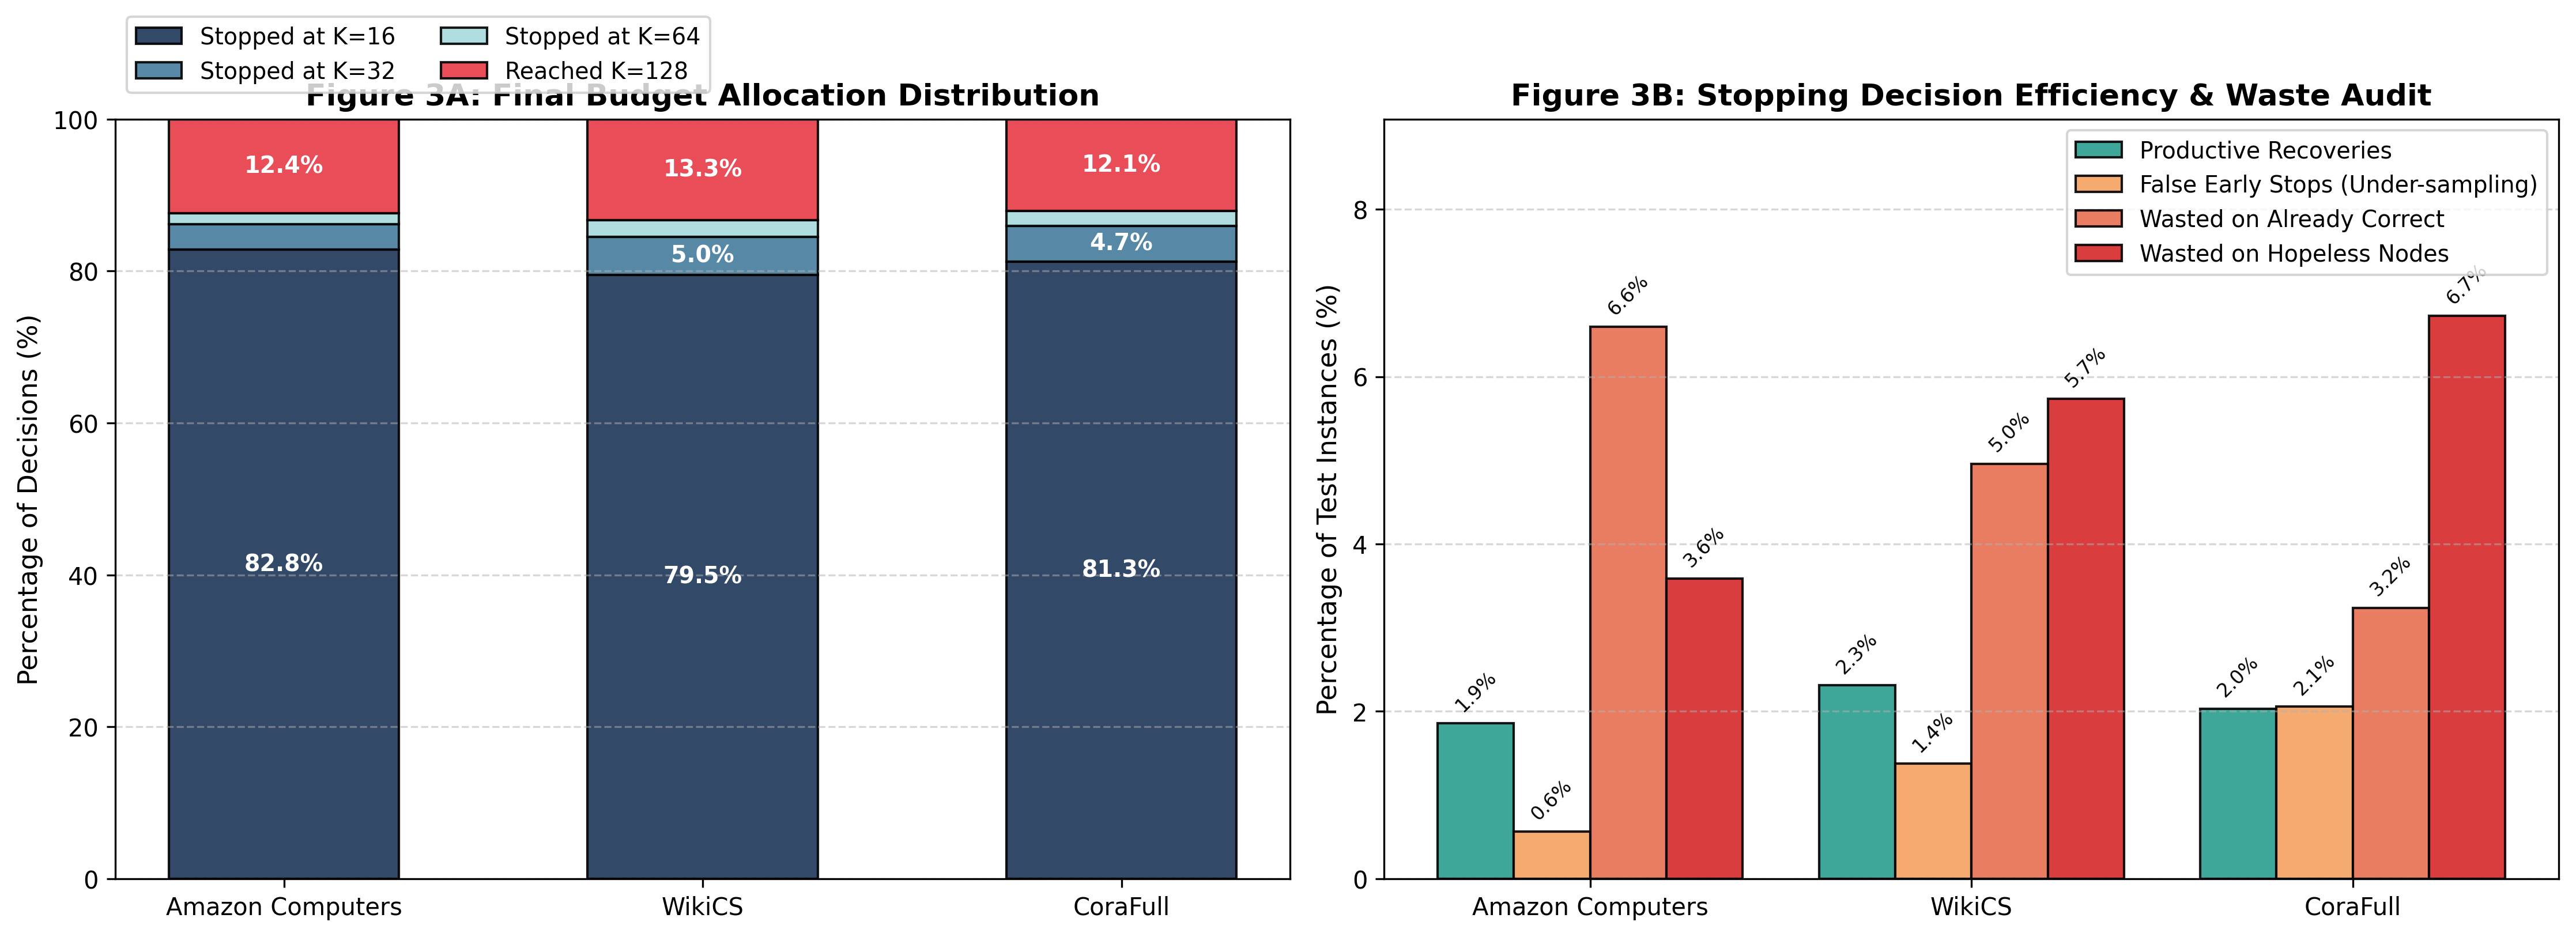 Stopped at K=16
Stopped at K=32
Stopped at K=64
Reached K=128
Figure 3A: Final Budget Allocation Distribution
Percentage of Decisions (%)
100
80
60
40
20
0
12.4%
82.8%
13.3%
5.0%
79.5%
12.1%
4.7%
81.3%
Amazon Computers
WikiCS
CoraFull
Figure 3B: Stopping Decision Efficiency & Waste Audit
Productive Recoveries
False Early Stops (Under-sampling)
Wasted on Already Correct
Wasted on Hopeless Nodes
Percentage of Test Instances (%)
8
6
4
2
0
1.9%
0.6%
6.6%
3.6%
2.3%
1.4%
5.0%
5.7%
2.0%
2.1%
3.2%
6.7%
Amazon Computers
WikiCS
CoraFull